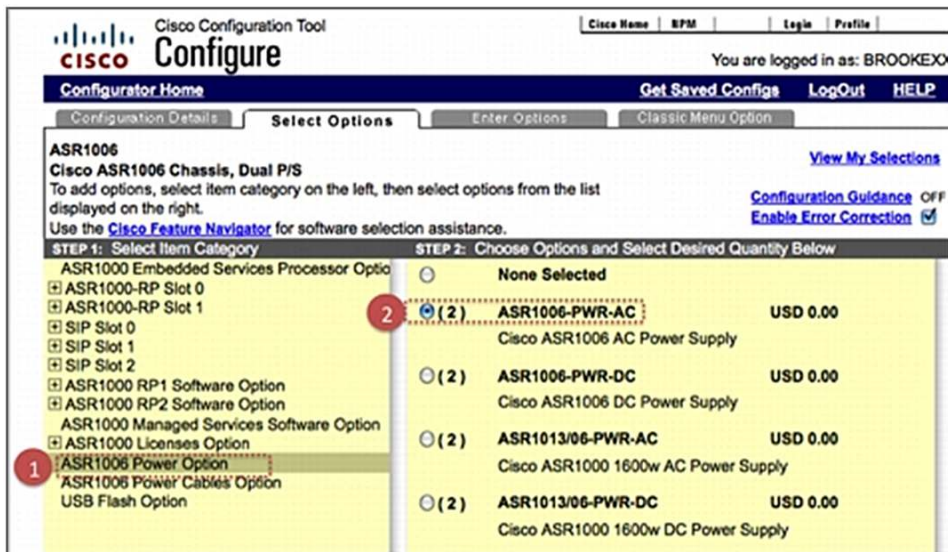 Cisco Configuration Tool
Cisco Home | NPM | Login | Profile
CISCO Configure
You are logged in as: BROOKEXX
Configurator Home Get Saved Configs LogOut HELP
Configuration Details Select Options Enter Options Classic Menu Option
ASR1006
Cisco ASR1006 Chassis, Dual P/S
View My Selections
To add options, select item category on the left, then select options from the list
displayed on the right.
Configuration Guidance OFF
Use the Cisco Feature Navigator for software selection assistance.
Enable Error Correction
STEP 1: Select Item Category
ASR1000 Embedded Services Processor Optio
ASR1000-RP Slot 0
ASR1000-RP Slot 1
SIP Slot 0
SIP Slot 1
SIP Slot 2
ASR1000 RP1 Software Option
ASR1000 RP2 Software Option
ASR1000 Managed Services Software Option
ASR1000 Licenses Option
1 ASR1006 Power Option
ASR1006 Power Cables Option
USB Flash Option
STEP 2: Choose Options and Select Desired Quantity Below
None Selected
2 (2) ASR1006-PWR-AC USD 0.00
Cisco ASR1006 AC Power Supply
(2) ASR1006-PWR-DC USD 0.00
Cisco ASR1006 DC Power Supply
(2) ASR1013/06-PWR-AC USD 0.00
Cisco ASR1000 1600w AC Power Supply
(2) ASR1013/06-PWR-DC USD 0.00
Cisco ASR1000 1600w DC Power Supply